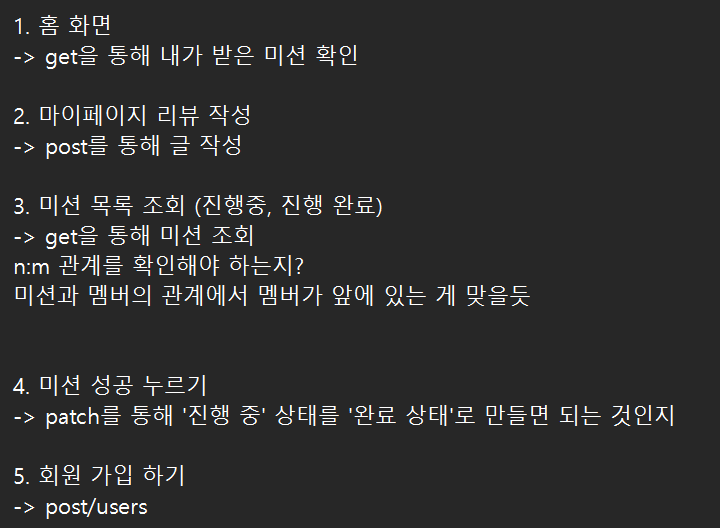 1. 홈 화면
-> get을 통해 내가 받은 미션 확인
2. 마이페이지 리뷰 작성
-> post를 통해 글 작성
3. 미션 목록 조회 (진행중, 진행 완료)
-> get을 통해 미션 조회
n:m 관계를 확인해야 하는지?
미션과 멤버의 관계에서 멤버가 앞에 있는 게 맞을듯
4. 미션 성공 누르기
-> patch를 통해 '진행 중' 상태를 '완료 상태'로 만들면 되는 것인지
5. 회원 가입 하기
-> post/users